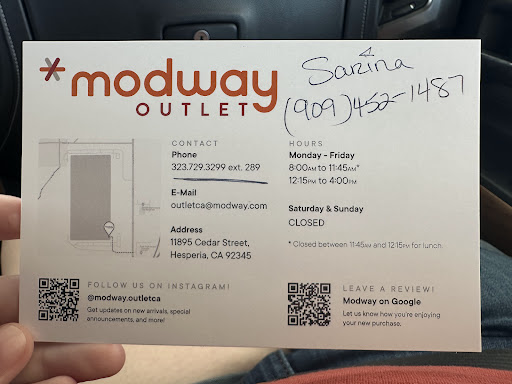 modway
OUTLET
Sarina
(909)452-1487
CONTACT
Phone
323.729.3299 ext. 289
E-Mail
outletca@modway.com
Address
11895 Cedar Street,
Hesperia, CA 92345
HOURS
Monday - Friday
8:00AM to 11:45AM*
12:15PM to 4:00PM
Saturday & Sunday
CLOSED
* Closed between 11:45AM and 12:15PM for lunch.
FOLLOW US ON INSTAGRAM!
@modway.outletca
Get updates on new arrivals, special
announcements, and more!
LEAVE A REVIEW!
Modway on Google
Let us know how you're enjoying
your new purchase.